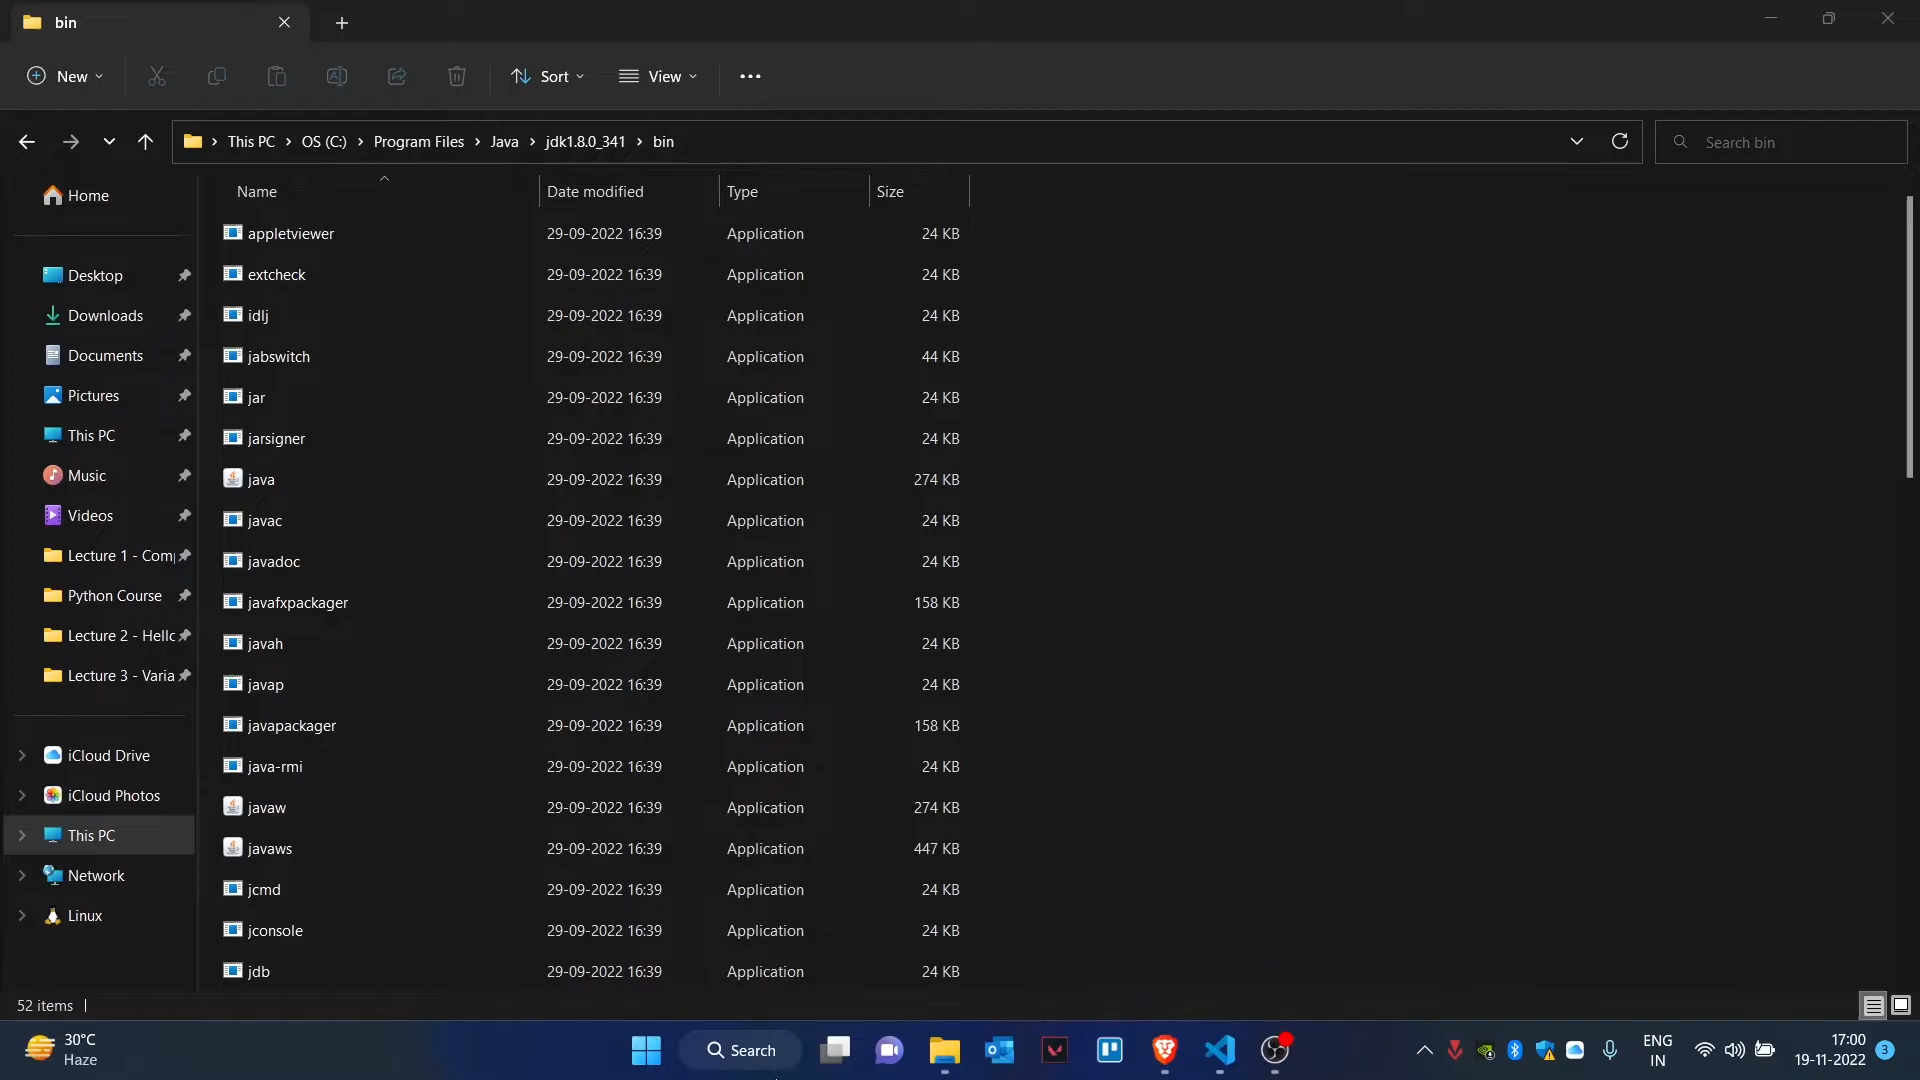 bin
New
Sort
View
This PC
OS (C:)
Program Files
Java
jdk1.8.0_341
bin
Search bin
Name
Date modified
Type
Size
Home
Desktop
Downloads
Documents
Pictures
This PC
Music
Videos
Lecture 1 - Com
Python Course
Lecture 2 - Hello
Lecture 3 - Varia
iCloud Drive
iCloud Photos
This PC
Network
Linux
appletviewer 29-09-2022 16:39 Application 24 KB
extcheck 29-09-2022 16:39 Application 24 KB
idlj 29-09-2022 16:39 Application 24 KB
jabswitch 29-09-2022 16:39 Application 44 KB
jar 29-09-2022 16:39 Application 24 KB
jarsigner 29-09-2022 16:39 Application 24 KB
java 29-09-2022 16:39 Application 274 KB
javac 29-09-2022 16:39 Application 24 KB
javadoc 29-09-2022 16:39 Application 24 KB
javafxpackager 29-09-2022 16:39 Application 158 KB
javah 29-09-2022 16:39 Application 24 KB
javap 29-09-2022 16:39 Application 24 KB
javapackager 29-09-2022 16:39 Application 158 KB
java-rmi 29-09-2022 16:39 Application 24 KB
javaw 29-09-2022 16:39 Application 274 KB
javaws 29-09-2022 16:39 Application 447 KB
jcmd 29-09-2022 16:39 Application 24 KB
jconsole 29-09-2022 16:39 Application 24 KB
jdb 29-09-2022 16:39 Application 24 KB
52 items
30°C
Haze
Search
ENG
IN
17:00
19-11-2022
3